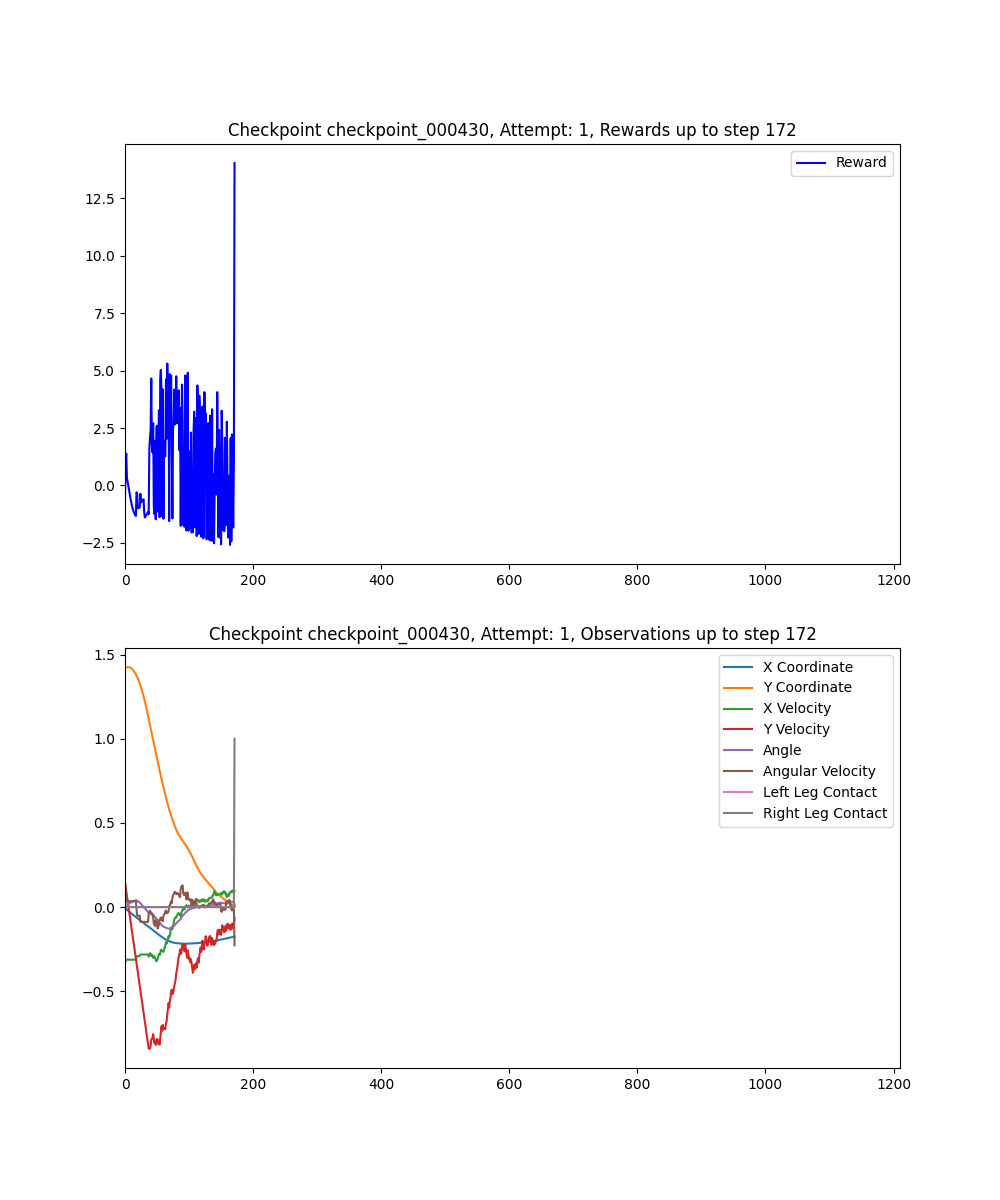 Checkpoint checkpoint_000430, Attempt: 1, Rewards up to step 172
Reward
12.5
10.0
7.5
5.0
2.5
0.0
−2.5
0 200 400 600 800 1000 1200
Checkpoint checkpoint_000430, Attempt: 1, Observations up to step 172
X Coordinate
Y Coordinate
X Velocity
Y Velocity
Angle
Angular Velocity
Left Leg Contact
Right Leg Contact
1.5
1.0
0.5
0.0
−0.5
0 200 400 600 800 1000 1200